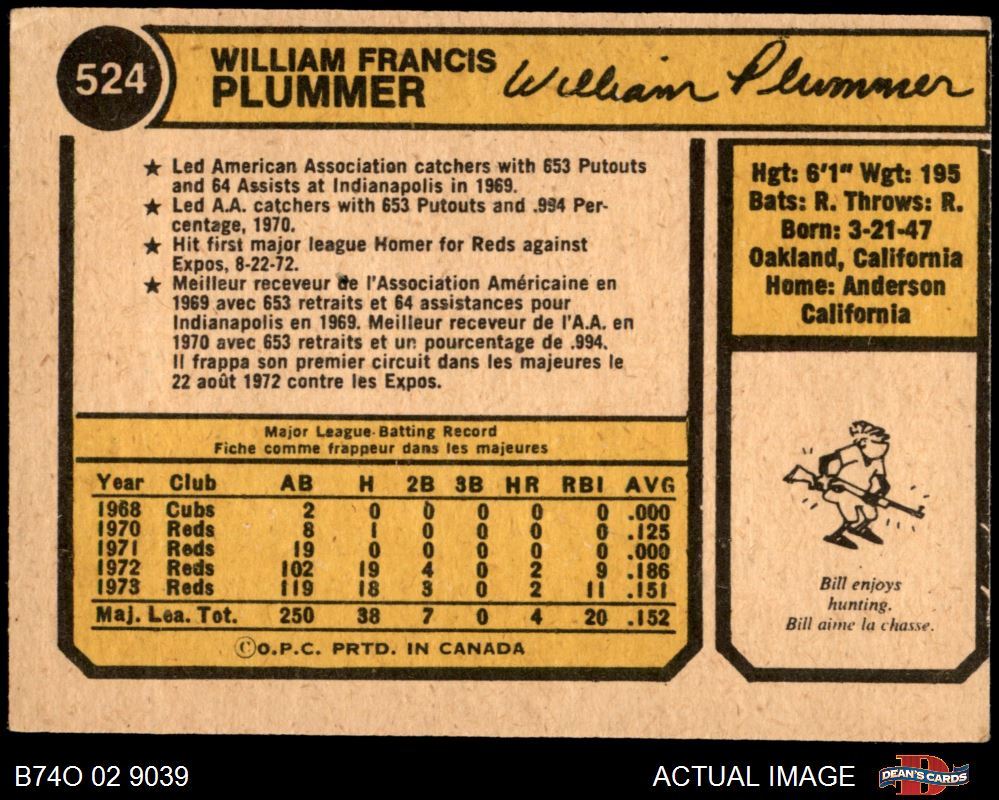 524
WILLIAM FRANCIS
PLUMMER
William Plummer
★ Led American Association catchers with 653 Putouts
and 64 Assists at Indianapolis in 1969.
★ Led A.A. catchers with 653 Putouts and .994 Per-
centage, 1970.
★ Hit first major league Homer for Reds against
Expos, 8-22-72.
★ Meilleur receveur de l'Association Américaine en
1969 avec 653 retraits et 64 assistances pour
Indianapolis en 1969. Meilleur receveur de l'A.A. en
1970 avec 653 retraits et un pourcentage de .994.
Il frappa son premier circuit dans les majeures le
22 août 1972 contre les Expos.
Hgt: 6'1" Wgt: 195
Bats: R. Throws: R.
Born: 3-21-47
Oakland, California
Home: Anderson
California
Major League Batting Record
Fiche comme frappeur dans les majeures
Year Club AB H 2B 3B HR RBI AVG
1968 Cubs 2 0 0 0 0 0 .000
1970 Reds 8 1 0 0 0 0 .125
1971 Reds 19 0 0 0 0 0 .000
1972 Reds 102 19 4 0 2 9 .186
1973 Reds 119 18 3 0 2 11 .151
Maj. Lea. Tot. 250 38 7 0 4 20 .152
©O.P.C. PRTD. IN CANADA
Bill enjoys
hunting.
Bill aime la chasse.
B74O 02 9039
ACTUAL IMAGE
D
DEAN'S CARDS